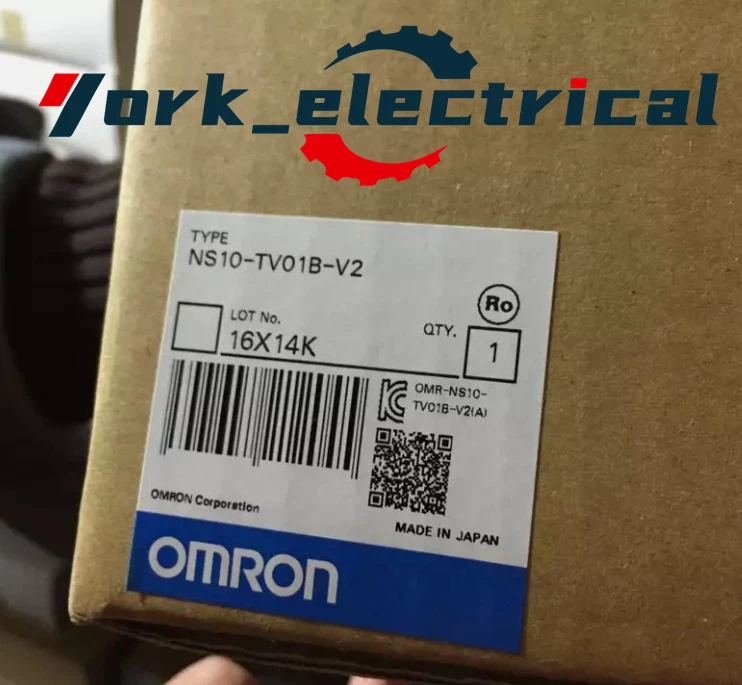 York_electrical
TYPE
NS10-TV01B-V2
Ro
LOT No.
16X14K
QTY.
1
OMR-NS10-
TV01B-V2(A)
OMRON Corporation
MADE IN JAPAN
OMRON